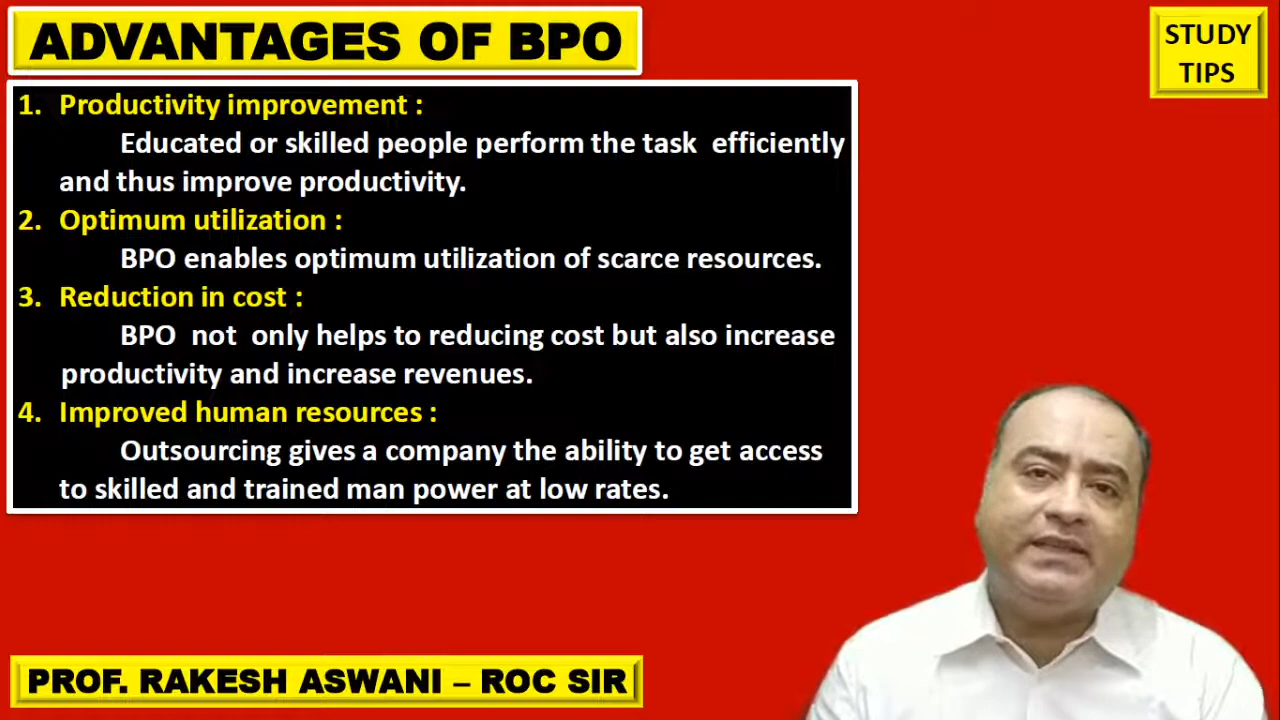 ADVANTAGES OF BPO
STUDY
TIPS
1. Productivity improvement :
Educated or skilled people perform the task efficiently
and thus improve productivity.
2. Optimum utilization :
BPO enables optimum utilization of scarce resources.
3. Reduction in cost :
BPO not only helps to reducing cost but also increase
productivity and increase revenues.
4. Improved human resources :
Outsourcing gives a company the ability to get access
to skilled and trained man power at low rates.
PROF. RAKESH ASWANI – ROC SIR